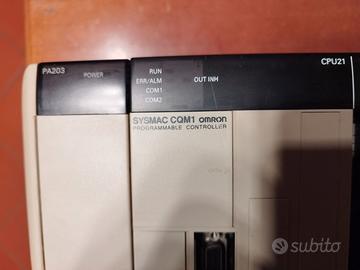 PA203
POWER
RUN
ERR/ALM
COM1
COM2
OUT INH
CPU21
SYSMAC CQM1 OMRON
PROGRAMMABLE CONTROLLER
subito